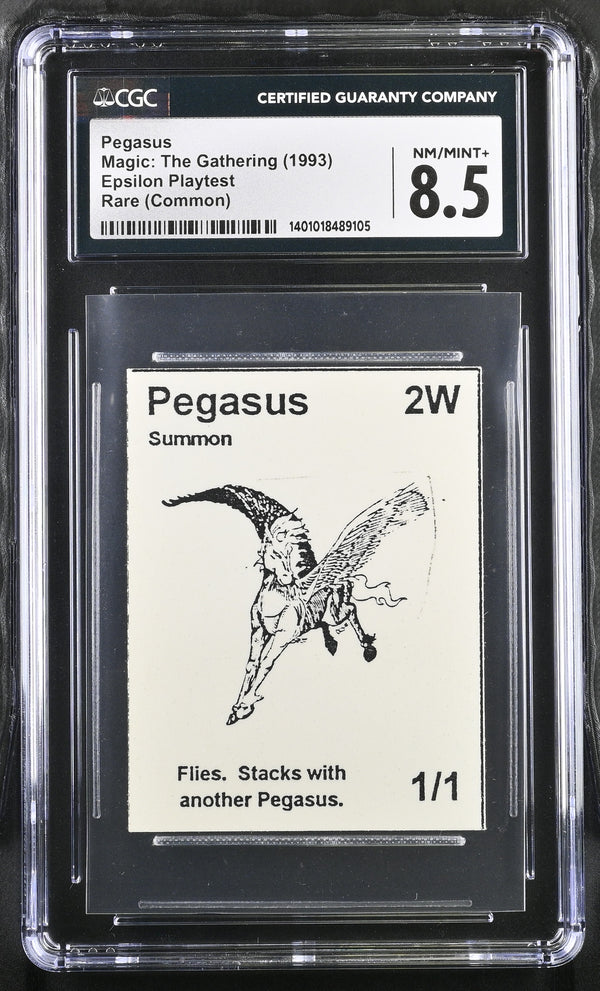 CGC
CERTIFIED GUARANTY COMPANY
Pegasus
Magic: The Gathering (1993)
Epsilon Playtest
Rare (Common)
1401018489105
NM/MINT+
8.5
Pegasus 2W
Summon
Flies. Stacks with
another Pegasus.
1/1